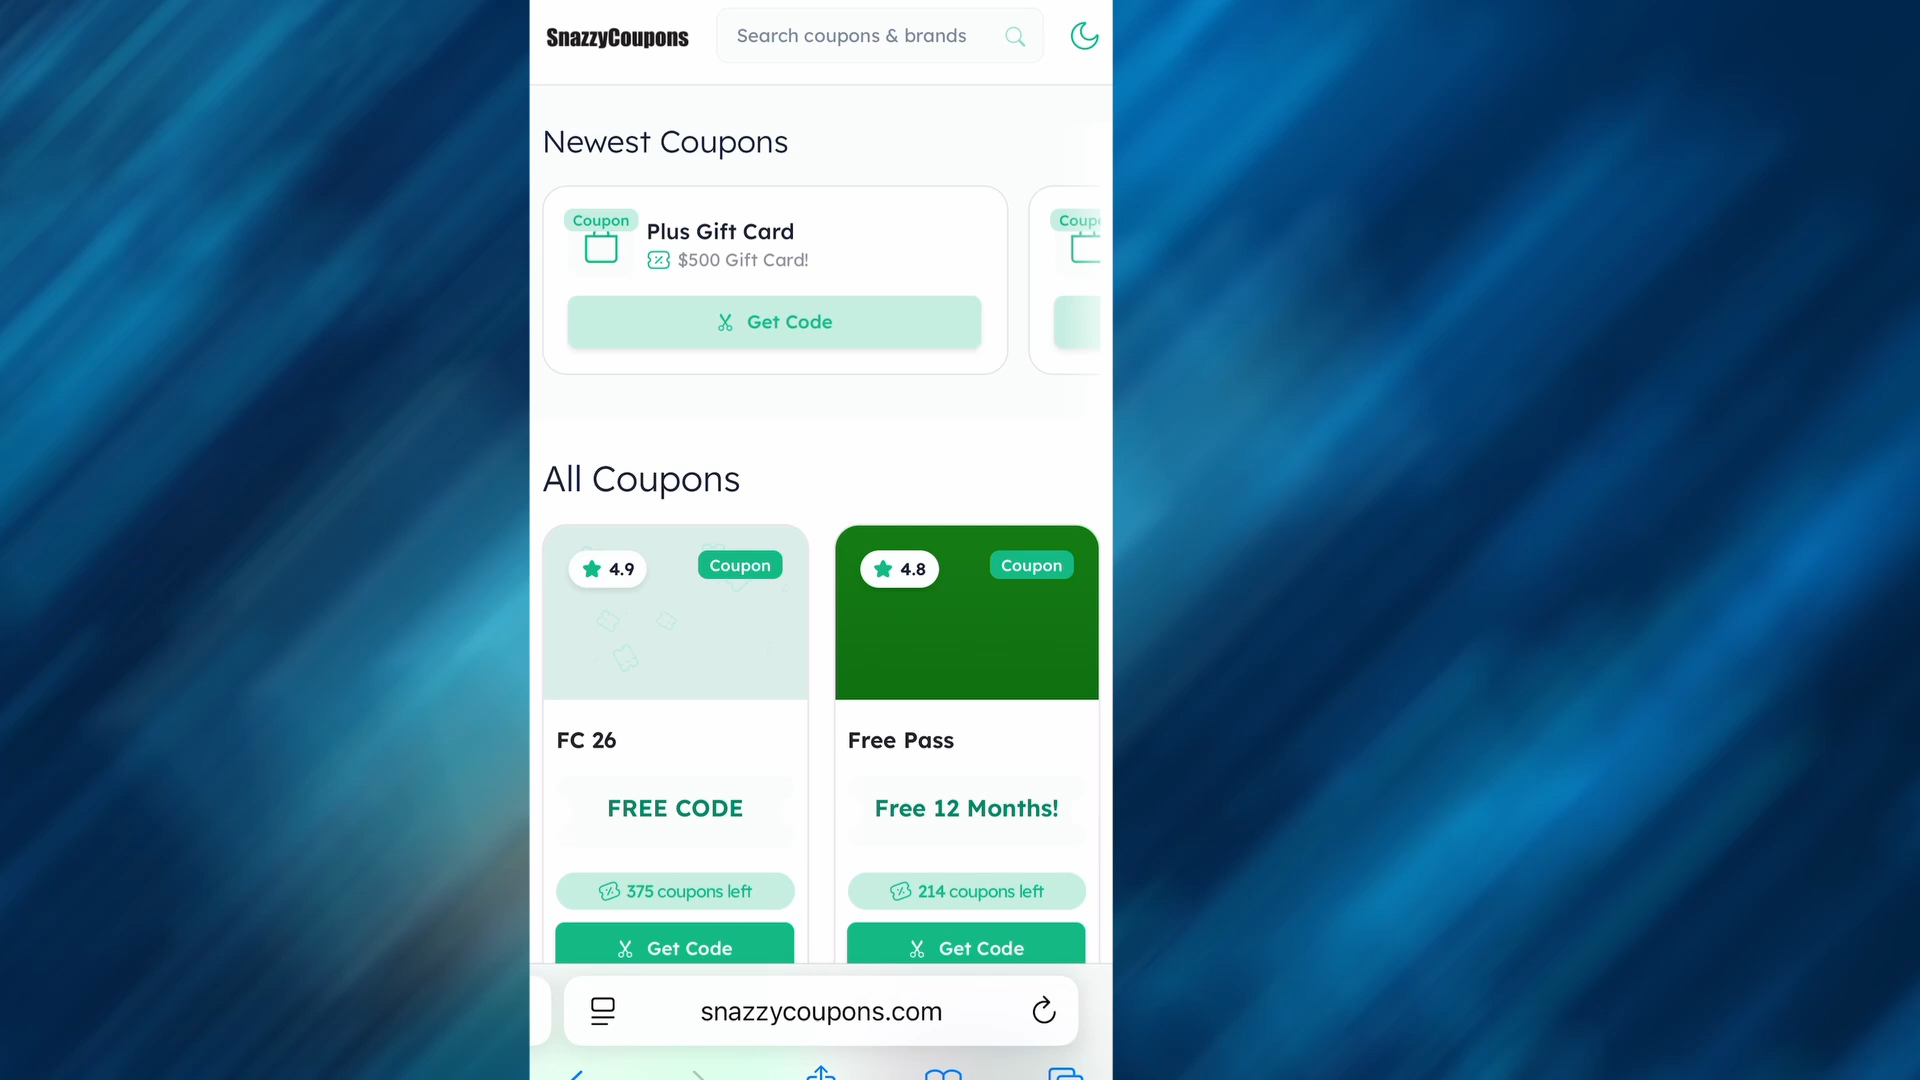 SnazzyCoupons
Search coupons & brands
Newest Coupons
Coupon
Plus Gift Card
$500 Gift Card!
Get Code
All Coupons
4.9
Coupon
4.8
Coupon
FC 26
Free Pass
FREE CODE
Free 12 Months!
375 coupons left
214 coupons left
Get Code
Get Code
snazzycoupons.com